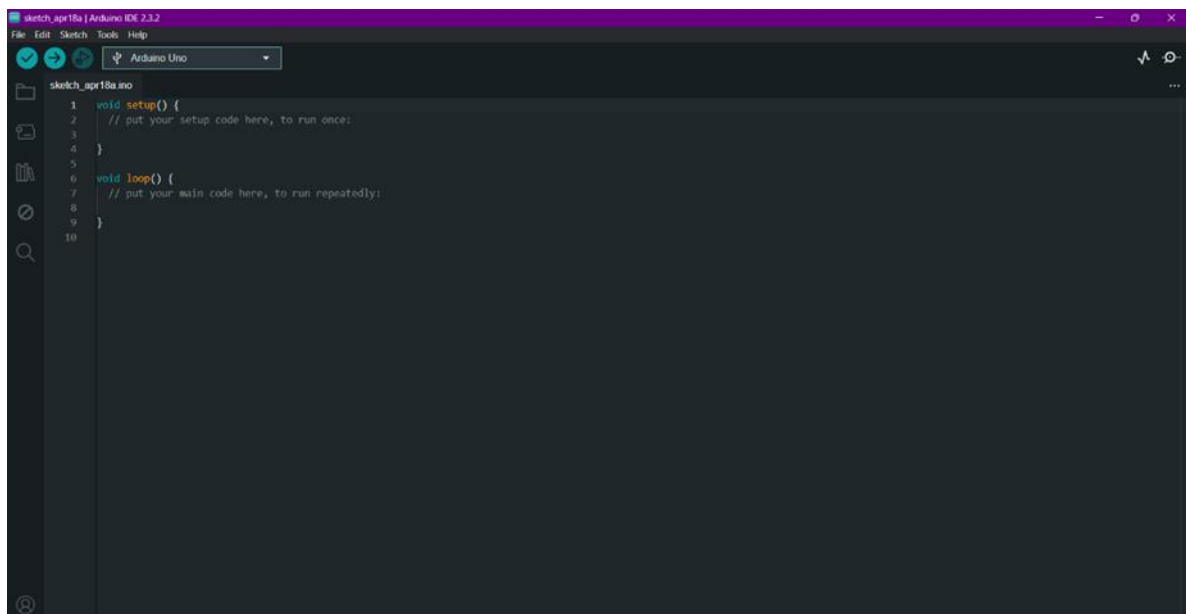 sketch_apr18a | Arduino IDE 2.3.2
File Edit Sketch Tools Help
Arduino Uno
sketch_apr18a.ino
...
1 void setup() {
2 // put your setup code here, to run once:
3
4 }
5
6 void loop() {
7 // put your main code here, to run repeatedly:
8
9 }
10